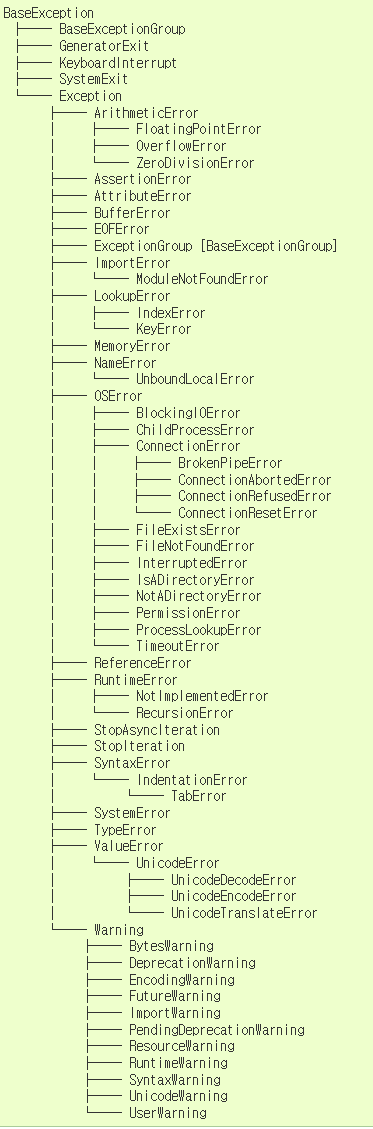 BaseException
├── BaseExceptionGroup
├── GeneratorExit
├── KeyboardInterrupt
├── SystemExit
└── Exception
    ├── ArithmeticError
    │   ├── FloatingPointError
    │   ├── OverflowError
    │   └── ZeroDivisionError
    ├── AssertionError
    ├── AttributeError
    ├── BufferError
    ├── EOFError
    ├── ExceptionGroup [BaseExceptionGroup]
    ├── ImportError
    │   └── ModuleNotFoundError
    ├── LookupError
    │   ├── IndexError
    │   └── KeyError
    ├── MemoryError
    ├── NameError
    │   └── UnboundLocalError
    ├── OSError
    │   ├── BlockingIOError
    │   ├── ChildProcessError
    │   ├── ConnectionError
    │   │   ├── BrokenPipeError
    │   │   ├── ConnectionAbortedError
    │   │   ├── ConnectionRefusedError
    │   │   └── ConnectionResetError
    │   ├── FileExistsError
    │   ├── FileNotFoundError
    │   ├── InterruptedError
    │   ├── IsADirectoryError
    │   ├── NotADirectoryError
    │   ├── PermissionError
    │   ├── ProcessLookupError
    │   └── TimeoutError
    ├── ReferenceError
    ├── RuntimeError
    │   ├── NotImplementedError
    │   └── RecursionError
    ├── StopAsyncIteration
    ├── StopIteration
    ├── SyntaxError
    │   └── IndentationError
    │       └── TabError
    ├── SystemError
    ├── TypeError
    ├── ValueError
    │   └── UnicodeError
    │       ├── UnicodeDecodeError
    │       ├── UnicodeEncodeError
    │       └── UnicodeTranslateError
    └── Warning
        ├── BytesWarning
        ├── DeprecationWarning
        ├── EncodingWarning
        ├── FutureWarning
        ├── ImportWarning
        ├── PendingDeprecationWarning
        ├── ResourceWarning
        ├── RuntimeWarning
        ├── SyntaxWarning
        ├── UnicodeWarning
        └── UserWarning